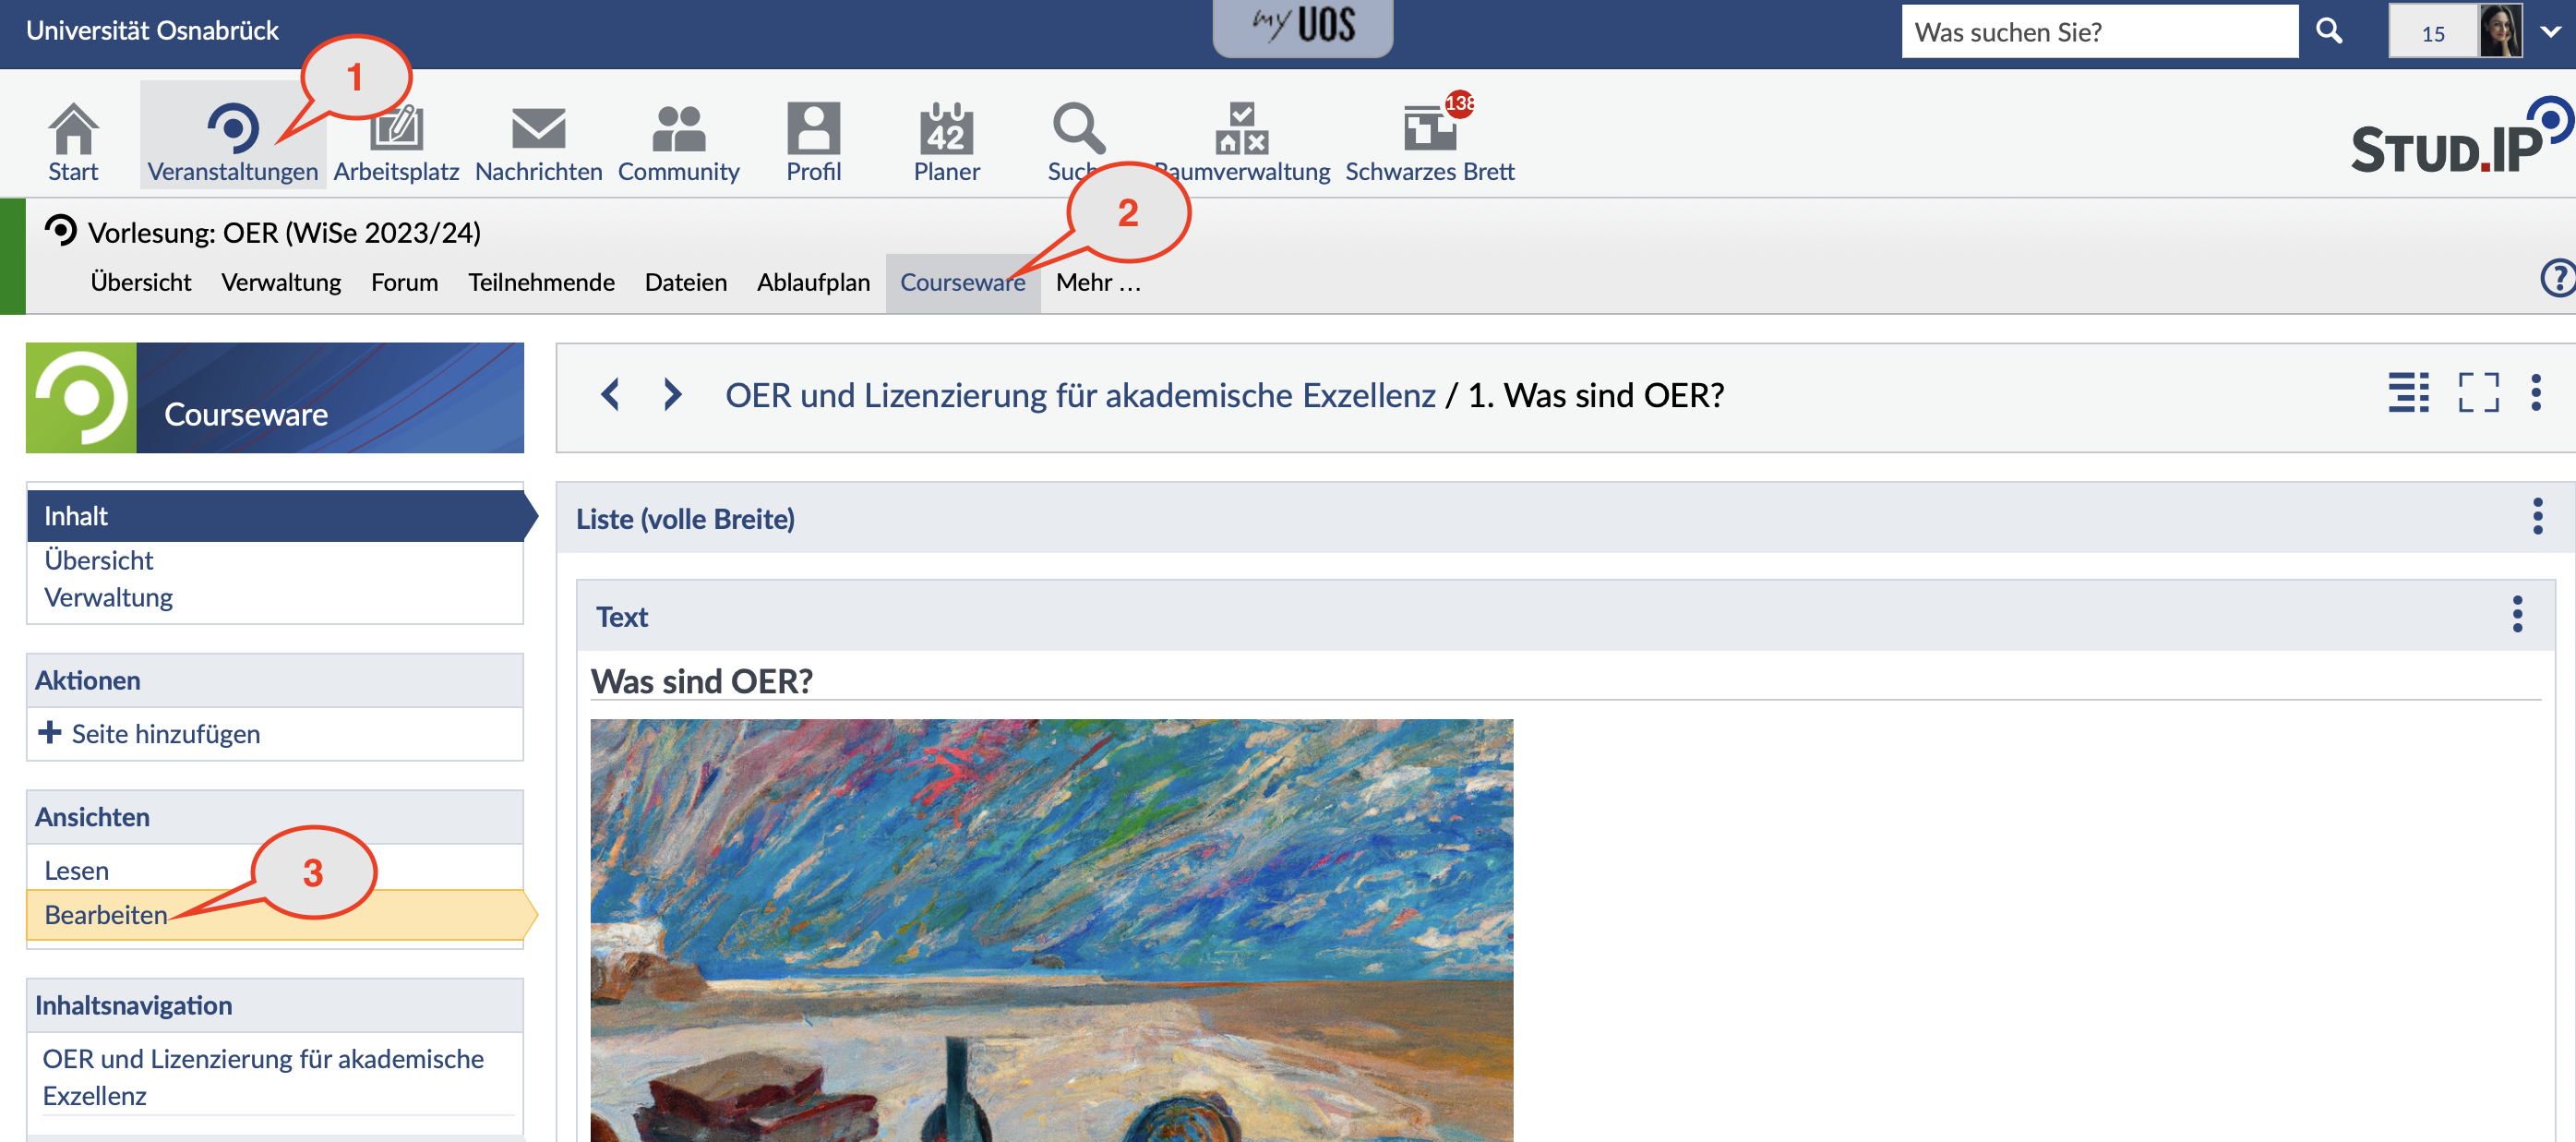 Universität Osnabrück
my UOS
Was suchen Sie?
15
1
42
138
Start
Veranstaltungen
Arbeitsplatz
Nachrichten
Community
Profil
Planer
Raumverwaltung
Schwarzes Brett
STUD.IP
2
Vorlesung: OER (WiSe 2023/24)
Übersicht
Verwaltung
Forum
Teilnehmende
Dateien
Ablaufplan
Courseware
Mehr ...
?
Courseware
OER und Lizenzierung für akademische Exzellenz / 1. Was sind OER?
Inhalt
Übersicht
Verwaltung
Aktionen
+ Seite hinzufügen
Ansichten
Lesen
3
Bearbeiten
Inhaltsnavigation
OER und Lizenzierung für akademische
Exzellenz
Liste (volle Breite)
Text
Was sind OER?